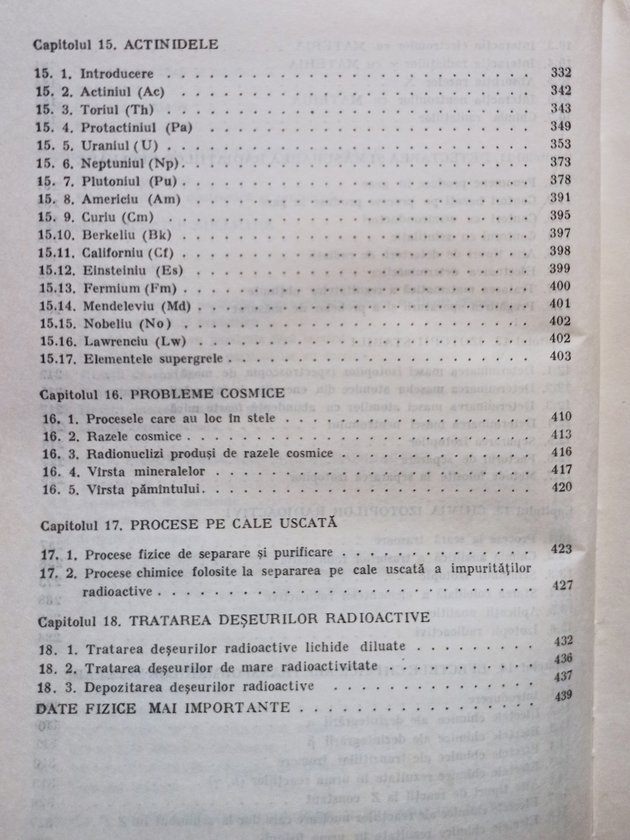 Capitolul 15. ACTINIDELE
15. 1. Introducere . . . . . . . . . . . . . . . . . . . . . . . . 332
15. 2. Actiniul (Ac) . . . . . . . . . . . . . . . . . . . . . . . 342
15. 3. Toriul (Th) . . . . . . . . . . . . . . . . . . . . . . . . 343
15. 4. Protactiniul (Pa) . . . . . . . . . . . . . . . . . . . . . 349
15. 5. Uraniul (U) . . . . . . . . . . . . . . . . . . . . . . . . 353
15. 6. Neptuniul (Np) . . . . . . . . . . . . . . . . . . . . . . 373
15. 7. Plutoniul (Pu) . . . . . . . . . . . . . . . . . . . . . . 378
15. 8. Americiu (Am) . . . . . . . . . . . . . . . . . . . . . . 391
15. 9. Curiu (Cm) . . . . . . . . . . . . . . . . . . . . . . . . 395
15.10. Berkeliu (Bk) . . . . . . . . . . . . . . . . . . . . . . 397
15.11. Californiu (Cf) . . . . . . . . . . . . . . . . . . . . . 398
15.12. Einsteiniu (Es) . . . . . . . . . . . . . . . . . . . . . 399
15.13. Fermium (Fm) . . . . . . . . . . . . . . . . . . . . . . 400
15.14. Mendeleviu (Md) . . . . . . . . . . . . . . . . . . . . 401
15.15. Nobeliu (No) . . . . . . . . . . . . . . . . . . . . . . 402
15.16. Lawrenciu (Lw) . . . . . . . . . . . . . . . . . . . . . 402
15.17. Elementele supergrele . . . . . . . . . . . . . . . . . . 403
Capitolul 16. PROBLEME COSMICE
16. 1. Procesele care au loc în stele . . . . . . . . . . . . . . . 410
16. 2. Razele cosmice . . . . . . . . . . . . . . . . . . . . . . 413
16. 3. Radionuclizi produși de razele cosmice . . . . . . . . . . . 416
16. 4. Vîrsta mineralelor . . . . . . . . . . . . . . . . . . . . . 417
16. 5. Vîrsta pămîntului . . . . . . . . . . . . . . . . . . . . . 420
Capitolul 17. PROCESE PE CALE USCATĂ
17. 1. Procese fizice de separare și purificare . . . . . . . . . . . 423
17. 2. Procese chimice folosite la separarea pe cale uscată a impurităților
radioactive . . . . . . . . . . . . . . . . . . . . . . . . 427
Capitolul 18. TRATAREA DEȘEURILOR RADIOACTIVE
18. 1. Tratarea deșeurilor radioactive lichide diluate . . . . . . . . . 432
18. 2. Tratarea deșeurilor de mare radioactivitate . . . . . . . . . . 436
18. 3. Depozitarea deșeurilor radioactive . . . . . . . . . . . . . 437
DATE FIZICE MAI IMPORTANTE . . . . . . . . . . . . . . . . 439